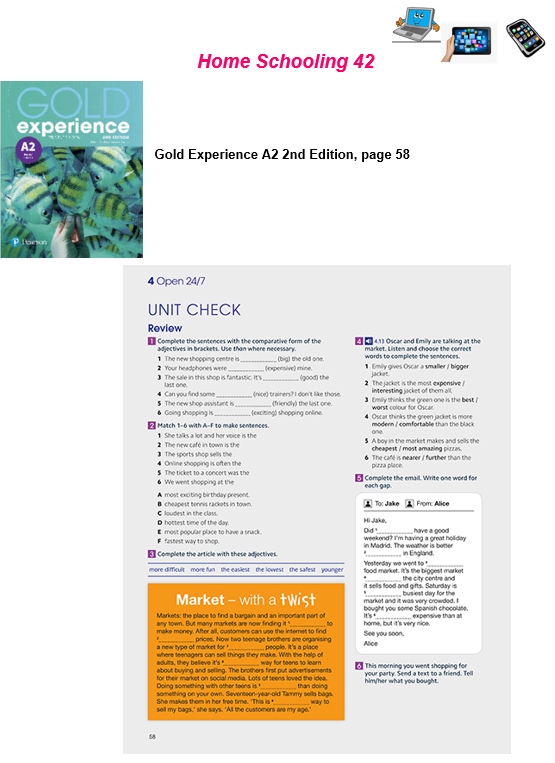 Home Schooling 42
GOLD
experience
2ND EDITION
A2
Pearson
Gold Experience A2 2nd Edition, page 58
4 Open 24/7
UNIT CHECK
Review
1 Complete the sentences with the comparative form of the
adjectives in brackets. Use than where necessary.
1 The new shopping centre is ____________ (big) the old one.
2 Your headphones were ____________ (expensive) mine.
3 The sale in this shop is fantastic. It's ____________ (good) the
last one.
4 Can you find some ____________ (nice) trainers? I don't like those.
5 The new shop assistant is ____________ (friendly) the last one.
6 Going shopping is ____________ (exciting) shopping online.
2 Match 1–6 with A–F to make sentences.
1 She talks a lot and her voice is the
2 The new café in town is the
3 The sports shop sells the
4 Online shopping is often the
5 The ticket to a concert was the
6 We went shopping at the
A most exciting birthday present.
B cheapest tennis rackets in town.
C loudest in the class.
D hottest time of the day.
E most popular place to have a snack.
F fastest way to shop.
3 Complete the article with these adjectives.
more difficult more fun the easiest the lowest the safest younger
Market – with a twist
Markets: the place to find a bargain and an important part of
any town. But many markets are now finding it 1____________ to
make money. After all, customers can use the internet to find
2____________ prices. Now two teenage brothers are organising
a new type of market for 3____________ people. It's a place
where teenagers can sell things they make. With the help of
adults, they believe it's 4____________ way for teens to learn
about buying and selling. The brothers first put advertisements
for their market on social media. Lots of teens loved the idea.
Doing something with other teens is 5____________ than doing
something on your own. Seventeen-year-old Tammy sells bags.
She makes them in her free time. 'This is 6____________ way to
sell my bags,' she says. 'All the customers are my age.'
58
4 4.13 Oscar and Emily are talking at the
market. Listen and choose the correct
words to complete the sentences.
1 Emily gives Oscar a smaller / bigger
jacket.
2 The jacket is the most expensive /
interesting jacket of them all.
3 Emily thinks the green one is the best /
worst colour for Oscar.
4 Oscar thinks the green jacket is more
modern / comfortable than the black
one.
5 A boy in the market makes and sells the
cheapest / most amazing pizzas.
6 The café is nearer / further than the
pizza place.
5 Complete the email. Write one word for
each gap.
To: Jake From: Alice
Hi Jake,
Did 1____________ have a good
weekend? I'm having a great holiday
in Madrid. The weather is better
2____________ in England.
Yesterday we went to 3____________
food market. It's the biggest market
4____________ the city centre and
it sells food and gifts. Saturday is
5____________ busiest day for the
market and it was very crowded. I
bought you some Spanish chocolate.
It's 6____________ expensive than at
home, but it's very nice.
See you soon,
Alice
6 This morning you went shopping for
your party. Send a text to a friend. Tell
him/her what you bought.